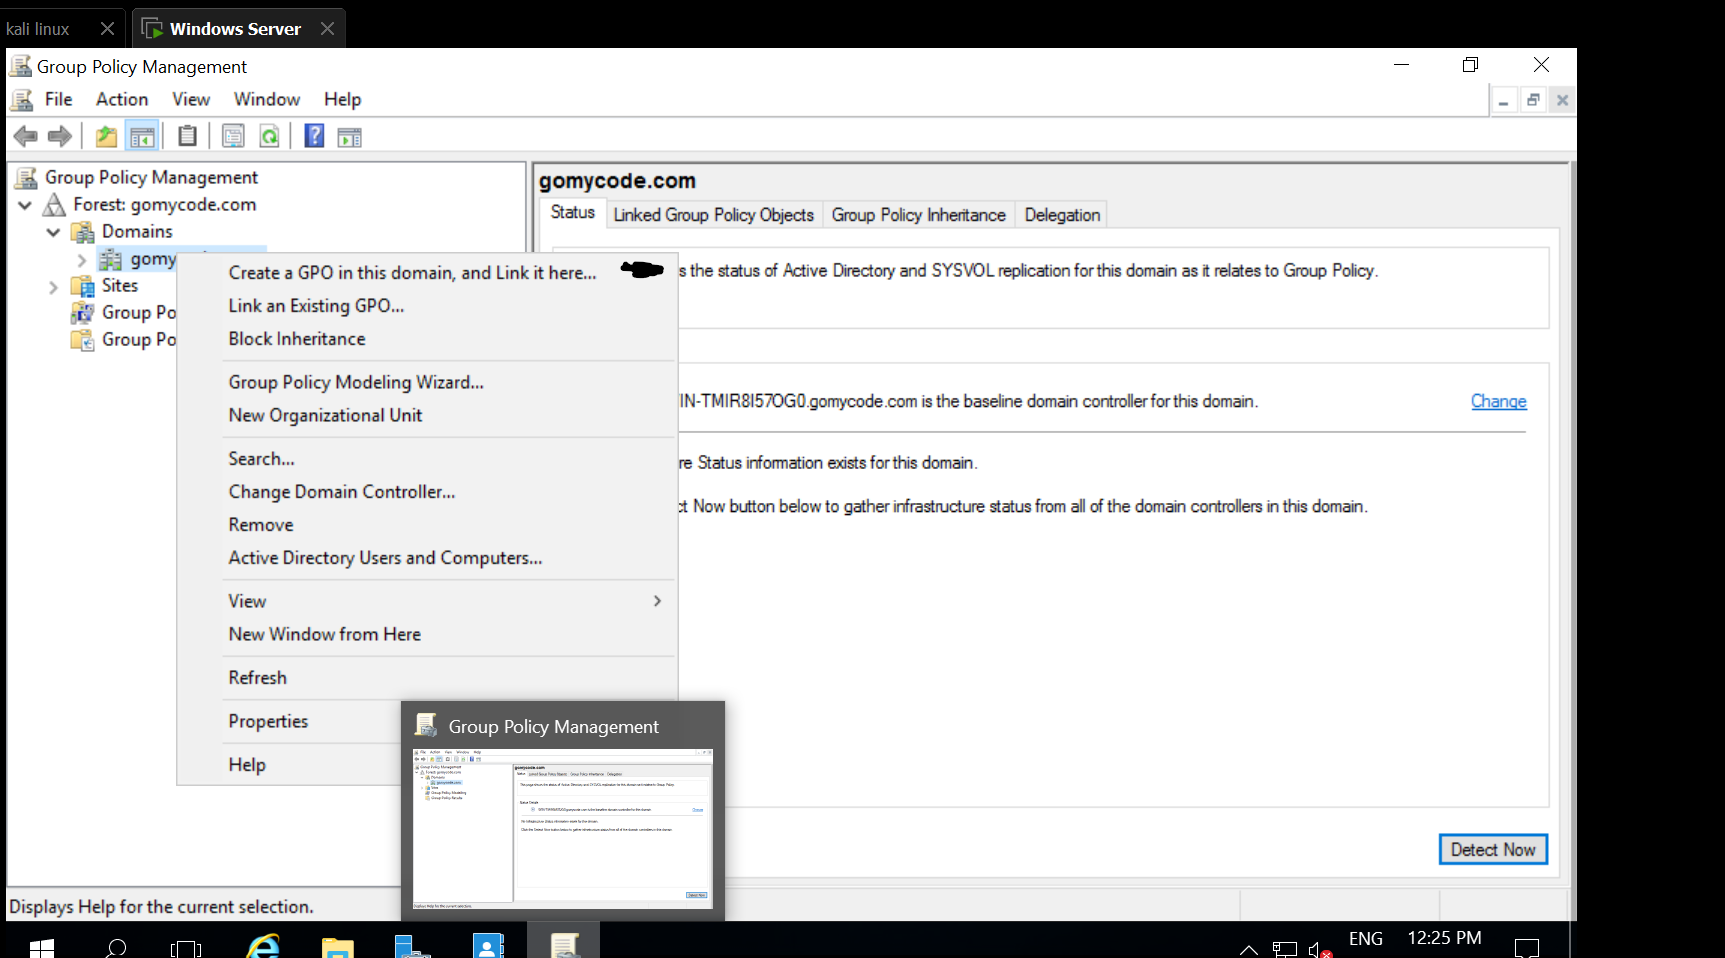 kali linux
Windows Server
Group Policy Management
File Action View Window Help
Group Policy Management
Forest: gomycode.com
Domains
gomy
Sites
Group Po
Group Po
Create a GPO in this domain, and Link it here...
Link an Existing GPO...
Block Inheritance
Group Policy Modeling Wizard...
New Organizational Unit
Search...
Change Domain Controller...
Remove
Active Directory Users and Computers...
View
New Window from Here
Refresh
Properties
Help
gomycode.com
Status Linked Group Policy Objects Group Policy Inheritance Delegation
s the status of Active Directory and SYSVOL replication for this domain as it relates to Group Policy.
IN-TMIR8I57OG0.gomycode.com is the baseline domain controller for this domain.
Change
re Status information exists for this domain.
ct Now button below to gather infrastructure status from all of the domain controllers in this domain.
Detect Now
Group Policy Management
Displays Help for the current selection.
ENG
12:25 PM